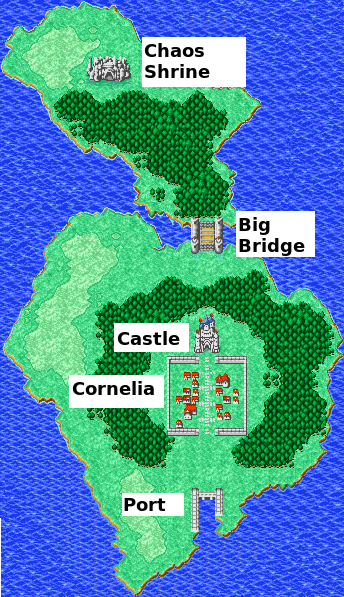 Chaos
Shrine
Big
Bridge
Castle
Cornelia
Port